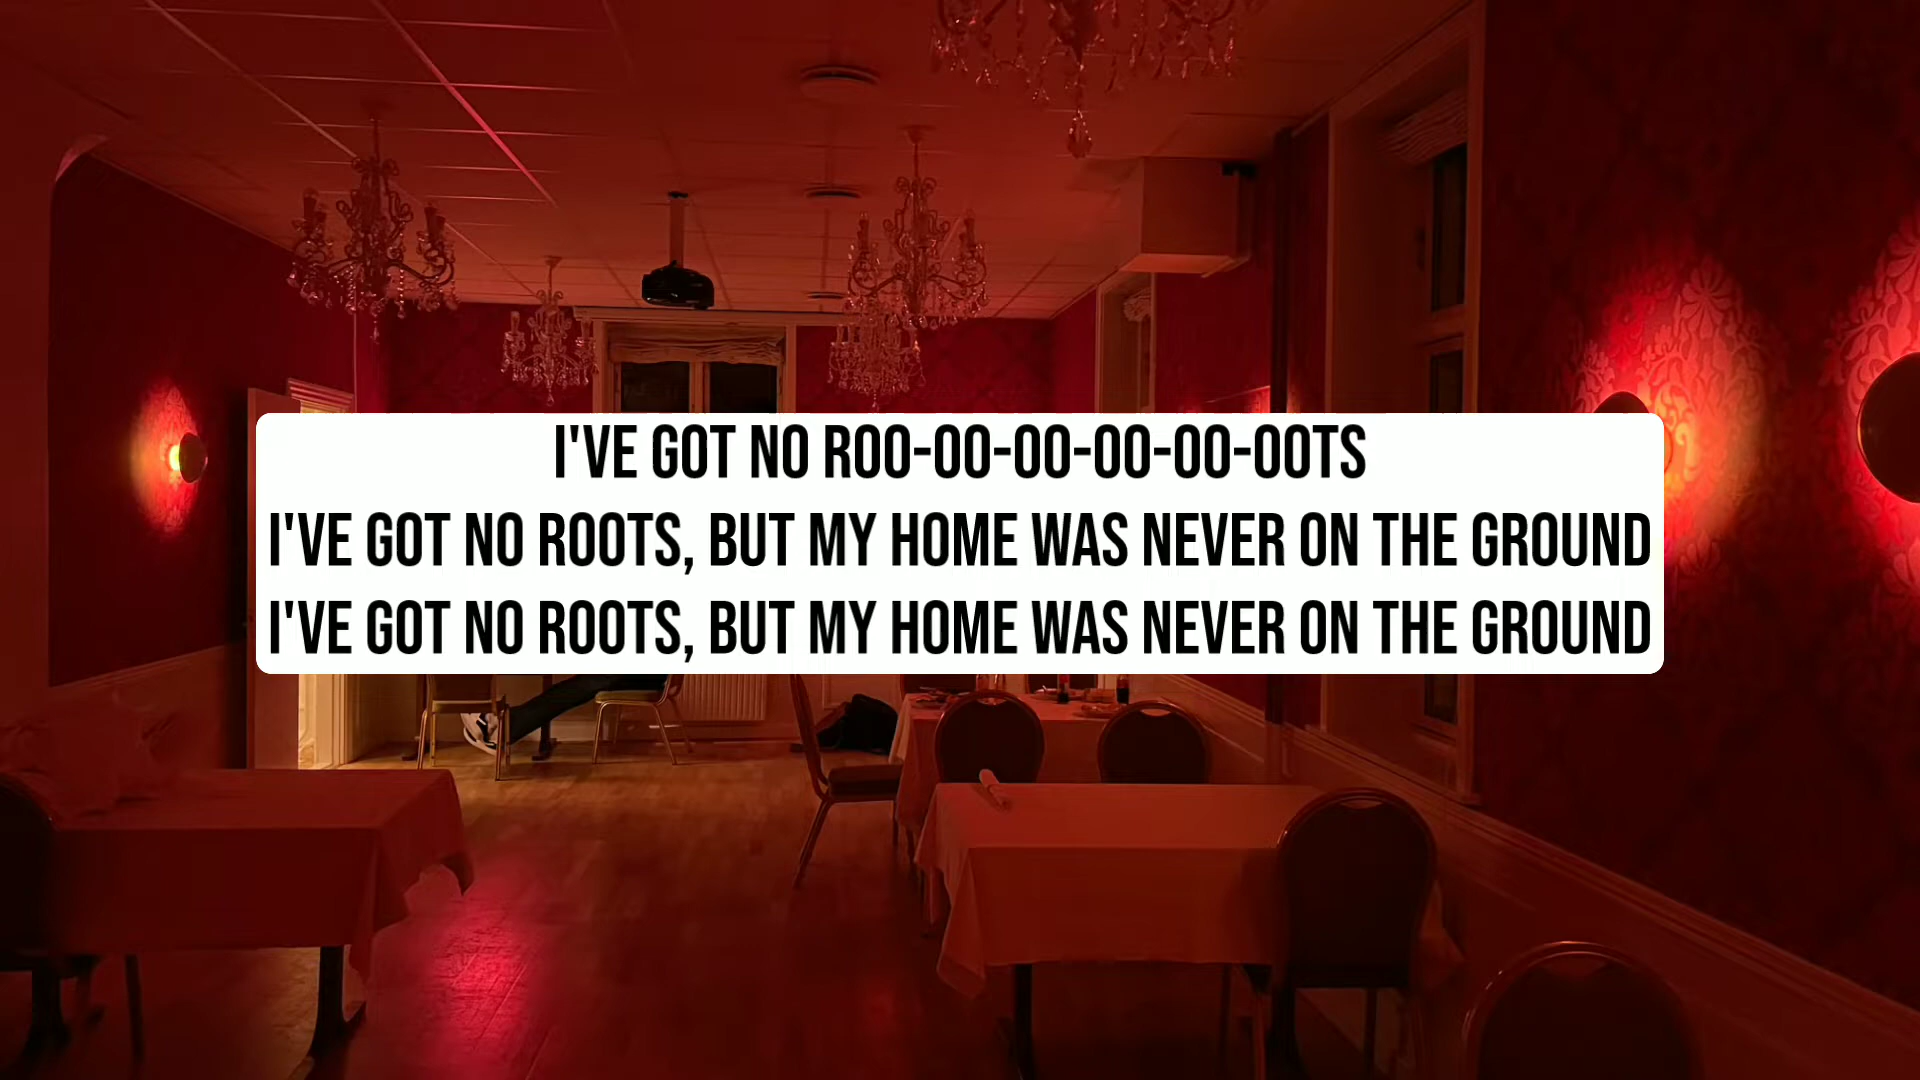 I'VE GOT NO ROO-OO-OO-OO-OO-OOTS
I'VE GOT NO ROOTS, BUT MY HOME WAS NEVER ON THE GROUND
I'VE GOT NO ROOTS, BUT MY HOME WAS NEVER ON THE GROUND